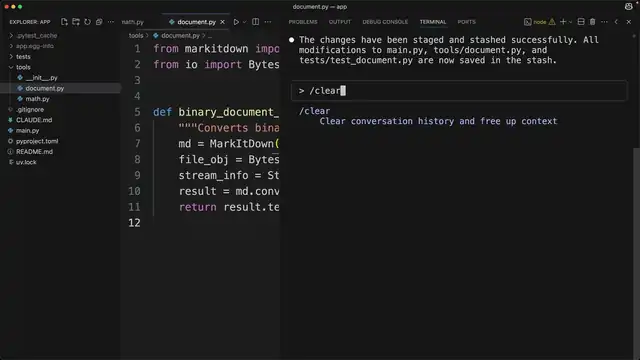 document.py — app
EXPLORER: APP
.pytest_cache
app.egg-info
tests
tools
__init__.py
document.py
math.py
.gitignore
CLAUDE.md
main.py
pyproject.toml
README.md
uv.lock
math.py
document.py
tools > document.py > ...
1 from markitdown impo
2 from io import Bytes
3
4
5 def binary_document_
6 """Converts bina
7 md = MarkItDown(
8 file_obj = Bytes
9 stream_info = St
10 result = md.conv
11 return result.te
12
PROBLEMS
OUTPUT
DEBUG CONSOLE
TERMINAL
PORTS
node
The changes have been staged and stashed successfully. All
modifications to main.py, tools/document.py, and
tests/test_document.py are now saved in the stash.
> /clear
/clear
Clear conversation history and free up context